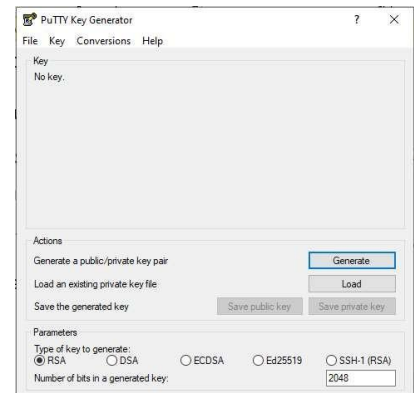 PuTTY Key Generator ? ×
File Key Conversions Help
Key
No key.
Actions
Generate a public/private key pair Generate
Load an existing private key file Load
Save the generated key Save public key Save private key
Parameters
Type of key to generate:
RSA DSA ECDSA Ed25519 SSH-1 (RSA)
Number of bits in a generated key: 2048